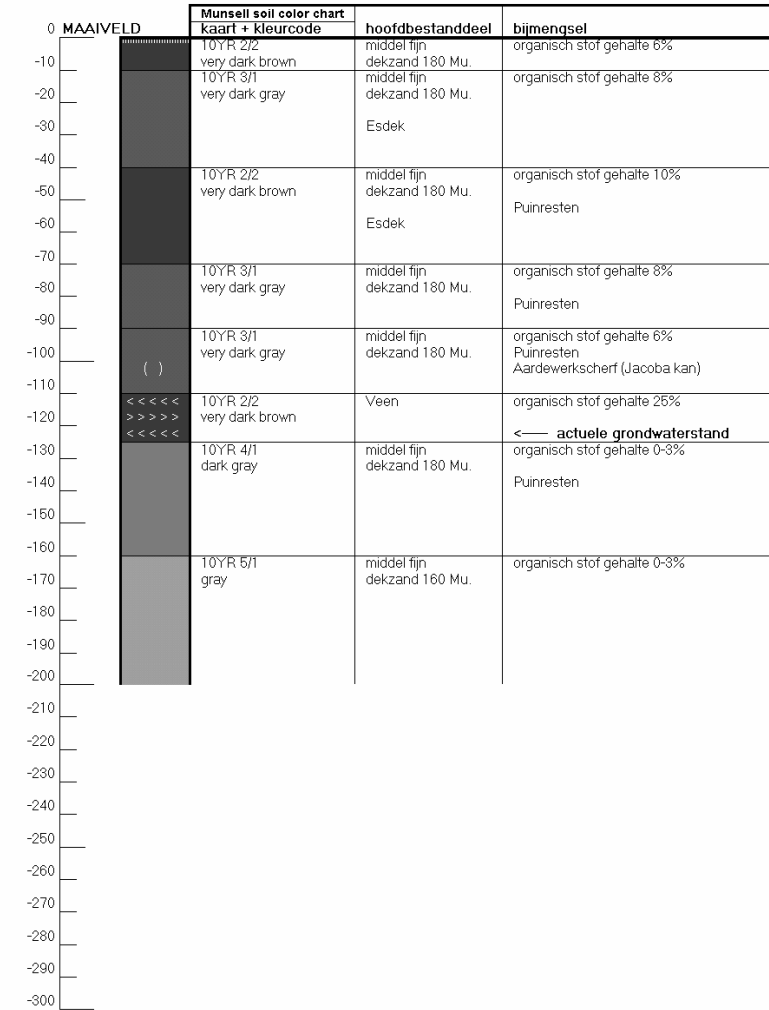 Munsell soil color chart
0 MAAIVELD kaart + kleurcode hoofdbestanddeel bijmengsel
10YR 2/2 middel fijn organisch stof gehalte 6%
-10 very dark brown dekzand 180 Mu.
10YR 3/1 middel fijn organisch stof gehalte 8%
-20 very dark gray dekzand 180 Mu.
-30 Esdek
-40
10YR 2/2 middel fijn organisch stof gehalte 10%
-50 very dark brown dekzand 180 Mu.
Puinresten
-60 Esdek
-70
10YR 3/1 middel fijn organisch stof gehalte 8%
-80 very dark gray dekzand 180 Mu.
Puinresten
-90
10YR 3/1 middel fijn organisch stof gehalte 6%
-100 very dark gray dekzand 180 Mu. Puinresten
( ) Aardewerkscherf (Jacoba kan)
-110
< < < < < 10YR 2/2 Veen organisch stof gehalte 25%
-120 > > > > > very dark brown
< < < < < <—— actuele grondwaterstand
-130 10YR 4/1 middel fijn organisch stof gehalte 0-3%
dark gray dekzand 180 Mu.
-140 Puinresten
-150
-160
10YR 5/1 middel fijn organisch stof gehalte 0-3%
-170 gray dekzand 160 Mu.
-180
-190
-200
-210
-220
-230
-240
-250
-260
-270
-280
-290
-300